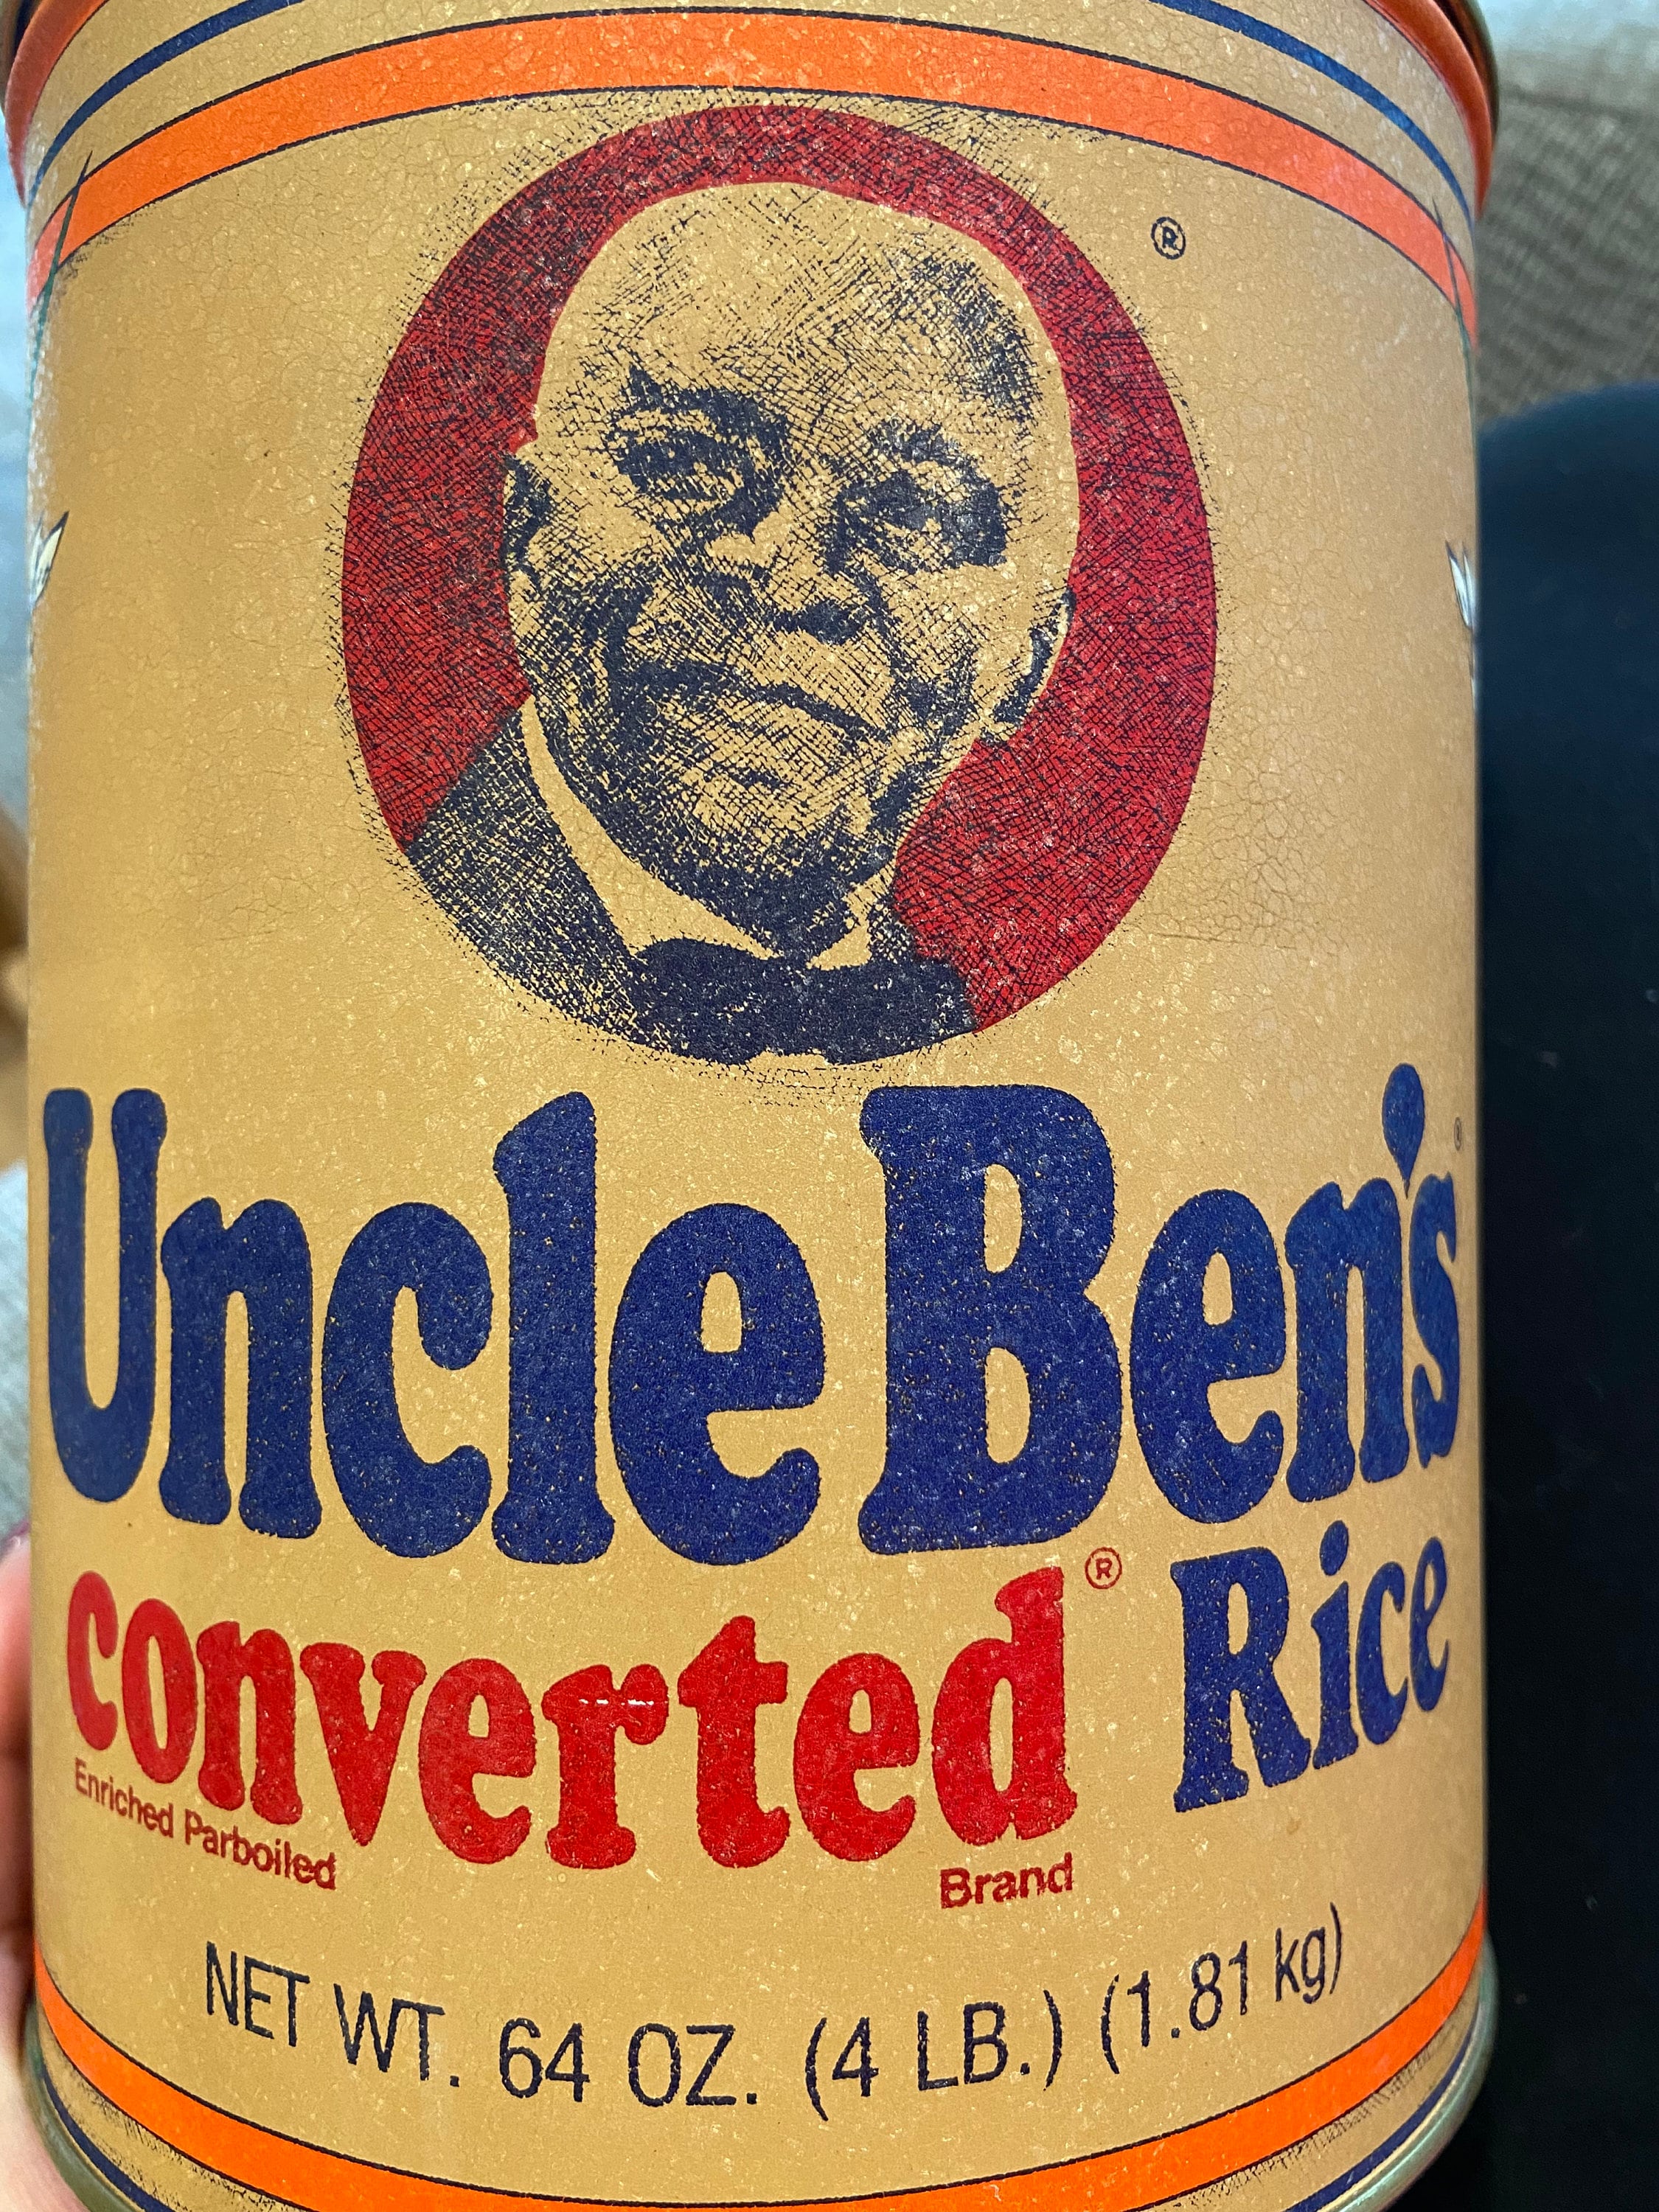 ®
Uncle Ben's®
converted® Rice
Enriched Parboiled
Brand
NET WT. 64 OZ. (4 LB.) (1.81 kg)